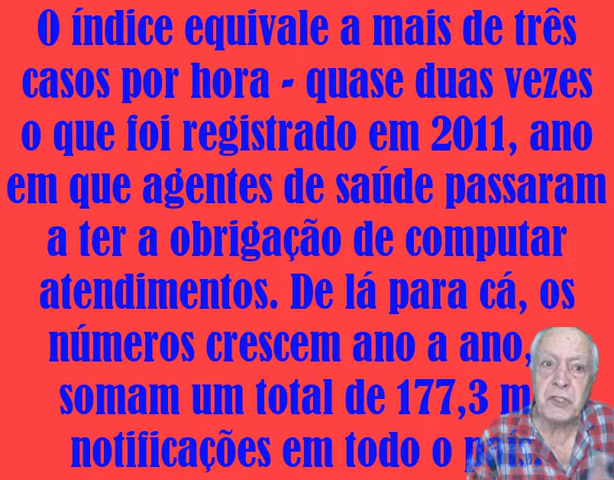 O índice equivale a mais de três
casos por hora - quase duas vezes
o que foi registrado em 2011, ano
em que agentes de saúde passaram
a ter a obrigação de computar
atendimentos. De lá para cá, os
números crescem ano a ano,
somam um total de 177,3
notificações em todo o país.